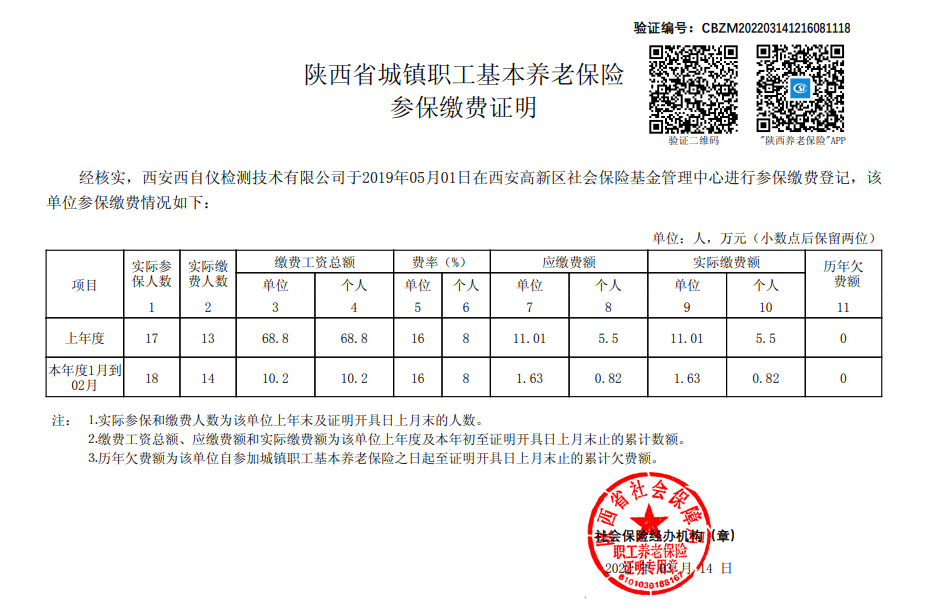 验证编号：CBZM202203141216081118
陕西省城镇职工基本养老保险
参保缴费证明
验证二维码
"陕西养老保险"APP
经核实，西安西自仪检测技术有限公司于2019年05月01日在西安高新区社会保险基金管理中心进行参保缴费登记，该
单位参保缴费情况如下：
单位：人，万元（小数点后保留两位）
项目 实际参保人数 实际缴费人数 缴费工资总额 费率（%） 应缴费额 实际缴费额 历年欠费额
单位 个人 单位 个人 单位 个人 单位 个人
1 2 3 4 5 6 7 8 9 10 11
上年度 17 13 68.8 68.8 16 8 11.01 5.5 11.01 5.5 0
本年度1月到02月 18 14 10.2 10.2 16 8 1.63 0.82 1.63 0.82 0
注： 1.实际参保和缴费人数为该单位上年末及证明开具日上月末的人数。
2.缴费工资总额、应缴费额和实际缴费额为该单位上年度及本年初至证明开具日上月末止的累计数额。
3.历年欠费额为该单位自参加城镇职工基本养老保险之日起至证明开具日上月末止的累计欠费额。
陕西省社会保障局
社会保险经办机构（章）
职工养老保险
2022 年 03 月 14 日
证明专用章
6101030188167